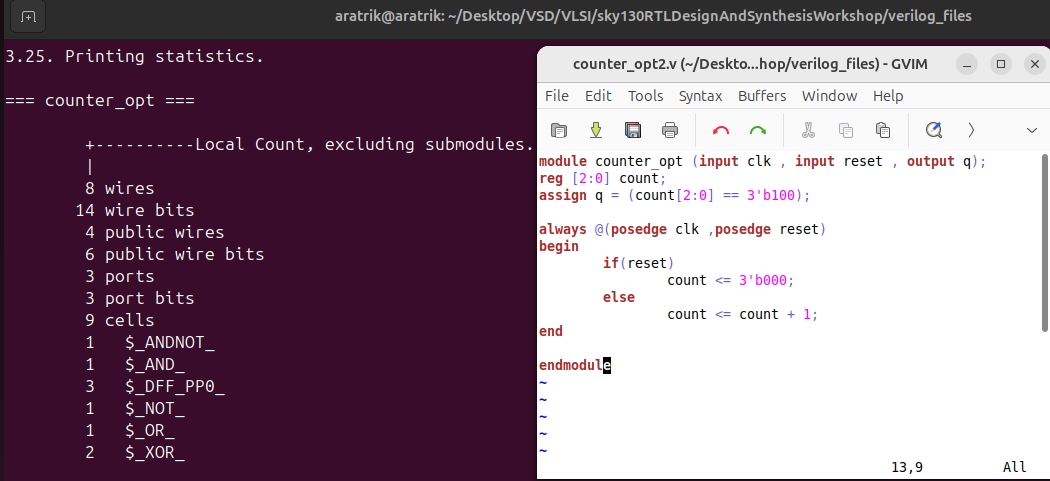 aratrik@aratrik: ~/Desktop/VSD/VLSI/sky130RTLDesignAndSynthesisWorkshop/verilog_files
3.25. Printing statistics.
=== counter_opt ===
+----------Local Count, excluding submodules.
|
8 wires
14 wire bits
4 public wires
6 public wire bits
3 ports
3 port bits
9 cells
1 $_ANDNOT_
1 $_AND_
3 $_DFF_PP0_
1 $_NOT_
1 $_OR_
2 $_XOR_
counter_opt2.v (~/Deskto...hop/verilog_files) - GVIM
File Edit Tools Syntax Buffers Window Help
module counter_opt (input clk , input reset , output q);
reg [2:0] count;
assign q = (count[2:0] == 3'b100);
always @(posedge clk ,posedge reset)
begin
if(reset)
count <= 3'b000;
else
count <= count + 1;
end
endmodule
~
~
~
~
~
13,9 All